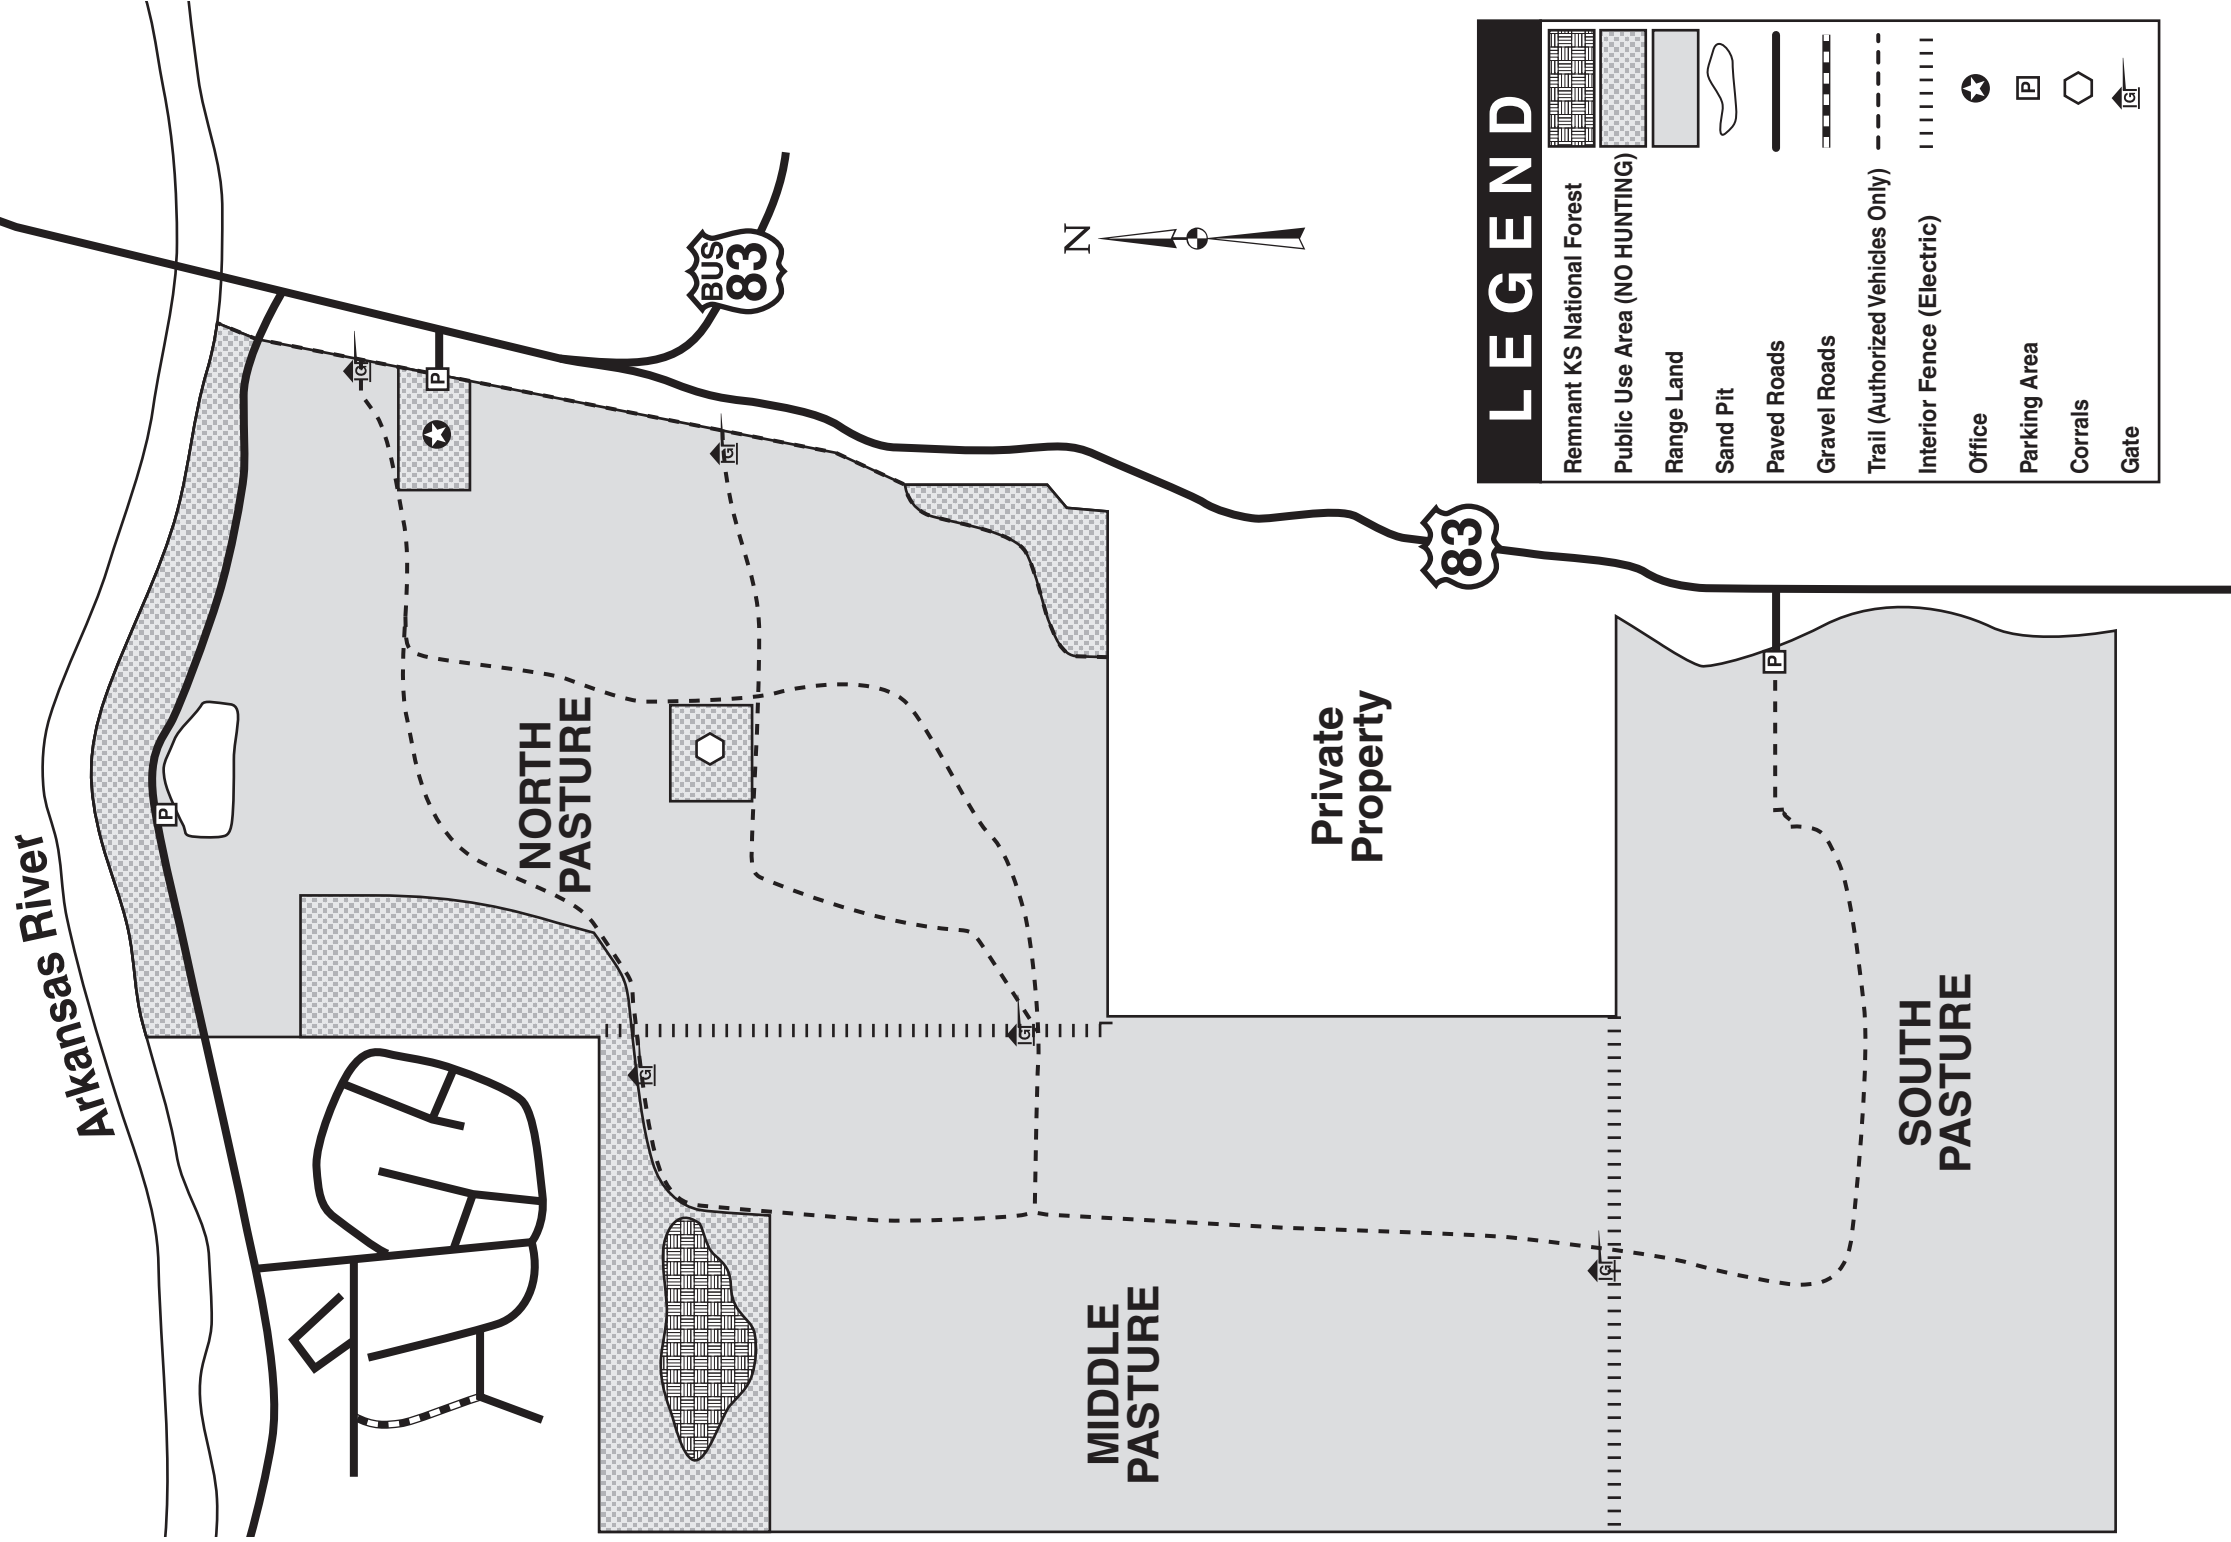 Arkansas River
BUS
83
N
NORTH
PASTURE
Private
Property
83
MIDDLE
PASTURE
SOUTH
PASTURE
P
P
P
G
G
G
G
G
LEGEND
Remnant KS National Forest
Public Use Area (NO HUNTING)
Range Land
Sand Pit
Paved Roads
Gravel Roads
Trail (Authorized Vehicles Only)
Interior Fence (Electric)
Office
Parking Area
P
Corrals
Gate
G